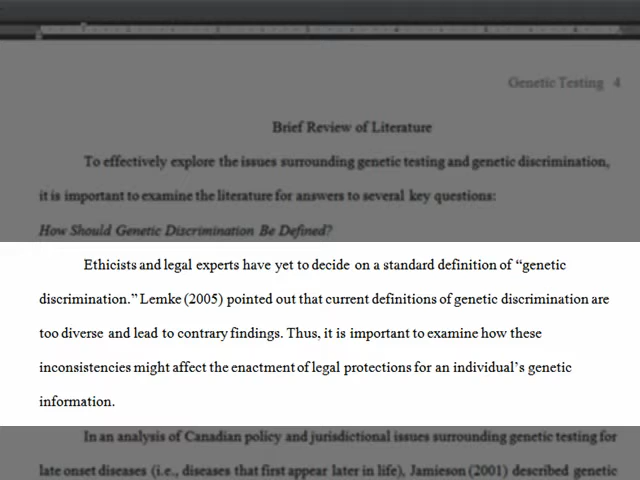 Genetic Testing 4
Brief Review of Literature
To effectively explore the issues surrounding genetic testing and genetic discrimination,
it is important to examine the literature for answers to several key questions:
How Should Genetic Discrimination Be Defined?
Ethicists and legal experts have yet to decide on a standard definition of “genetic
discrimination.” Lemke (2005) pointed out that current definitions of genetic discrimination are
too diverse and lead to contrary findings. Thus, it is important to examine how these
inconsistencies might affect the enactment of legal protections for an individual’s genetic
information.
In an analysis of Canadian policy and jurisdictional issues surrounding genetic testing for
late onset diseases (i.e., diseases that first appear later in life), Jamieson (2001) described genetic